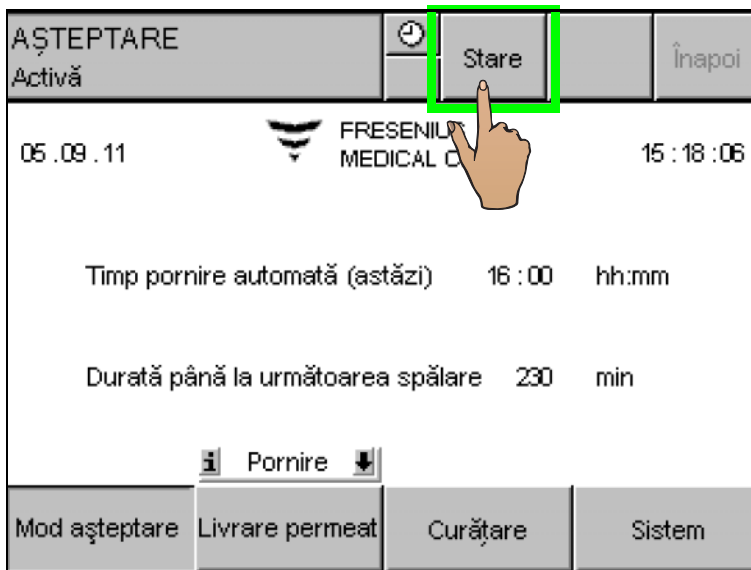 AȘTEPTARE
Activă
Stare
Înapoi
05 .09 .11
FRESENIUS
MEDICAL C
15 : 18 : 06
Timp pornire automată (astăzi) 16 : 00 hh:mm
Durată până la următoarea spălare 230 min
i Pornire
Mod așteptare Livrare permeat Curățare Sistem